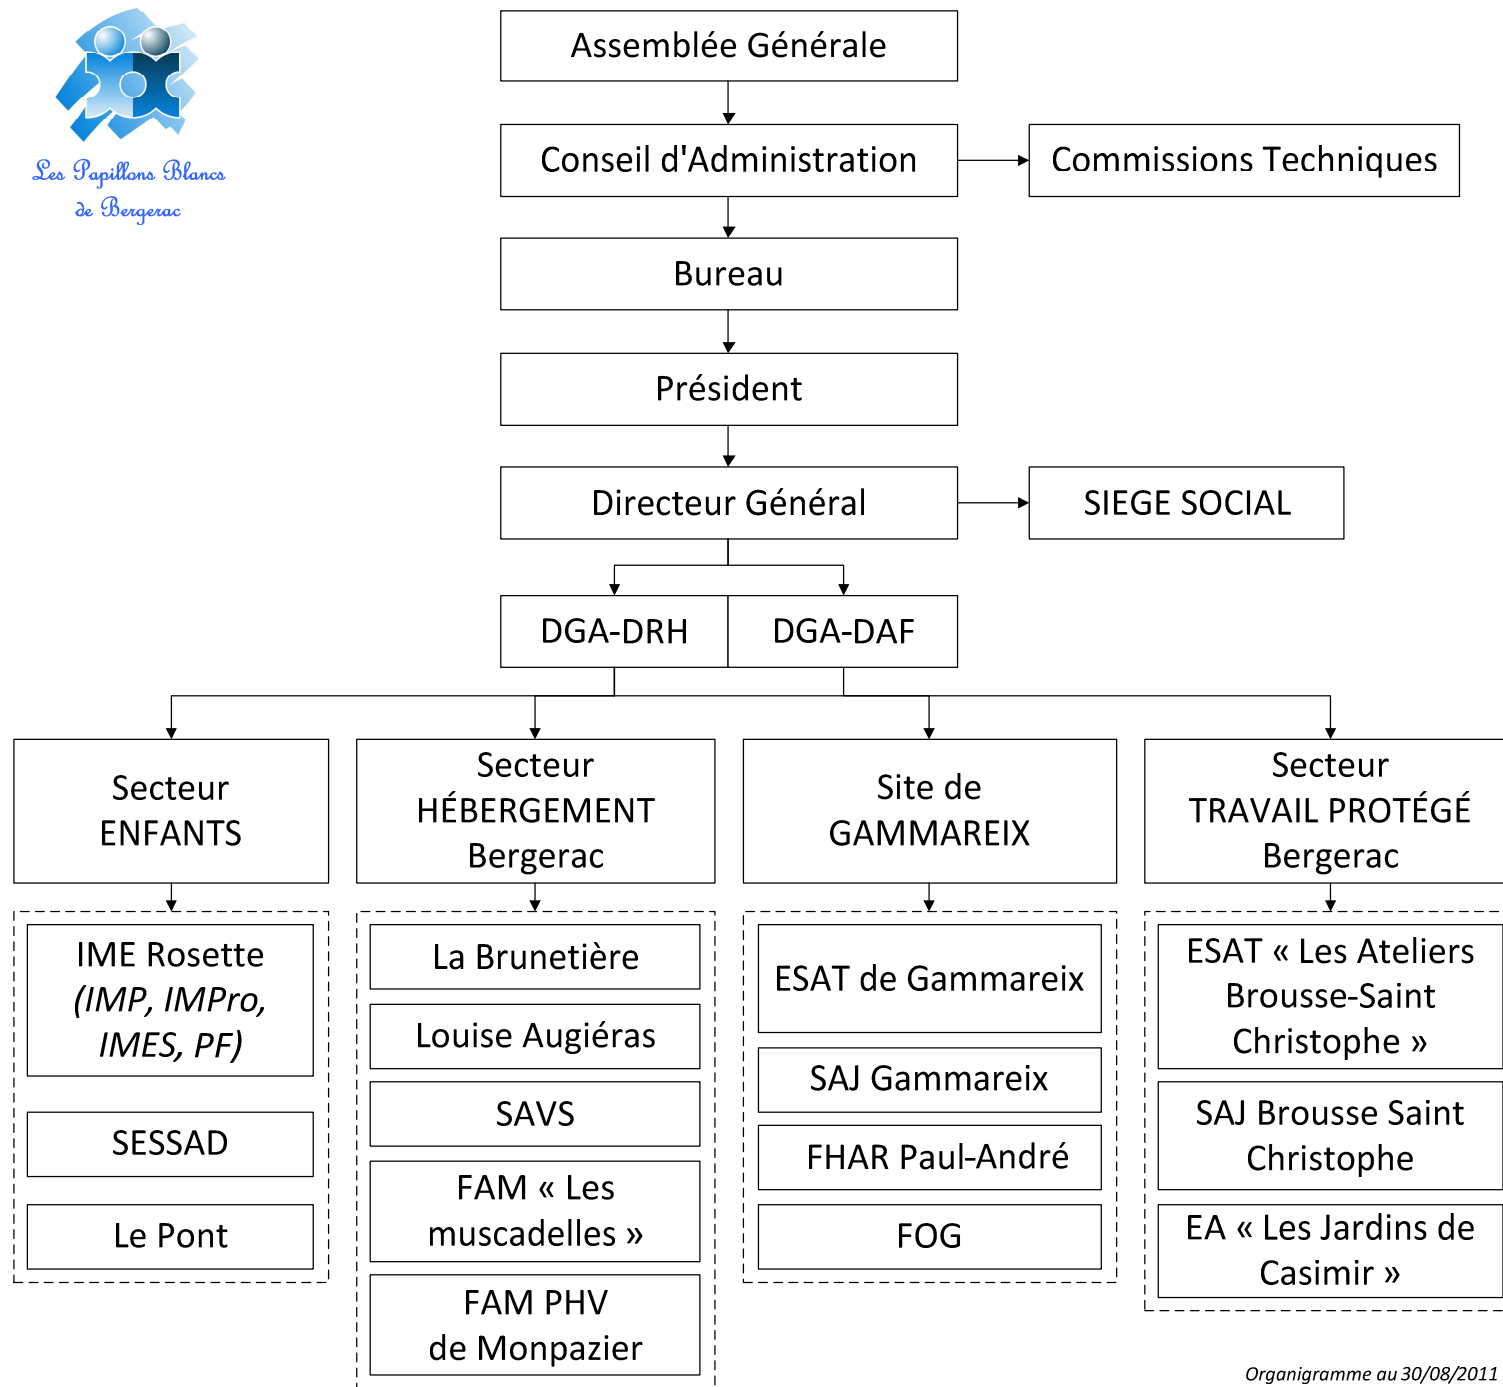 Les Papillons Blancs
de Bergerac
Assemblée Générale
Conseil d'Administration
Commissions Techniques
Bureau
Président
Directeur Général
SIEGE SOCIAL
DGA-DRH
DGA-DAF
Secteur
ENFANTS
Secteur
HÉBERGEMENT
Bergerac
Site de
GAMMAREIX
Secteur
TRAVAIL PROTÉGÉ
Bergerac
IME Rosette
(IMP, IMPro,
IMES, PF)
SESSAD
Le Pont
La Brunetière
Louise Augiéras
SAVS
FAM « Les
muscadelles »
FAM PHV
de Monpazier
ESAT de Gammareix
SAJ Gammareix
FHAR Paul-André
FOG
ESAT « Les Ateliers
Brousse-Saint
Christophe »
SAJ Brousse Saint
Christophe
EA « Les Jardins de
Casimir »
Organigramme au 30/08/2011